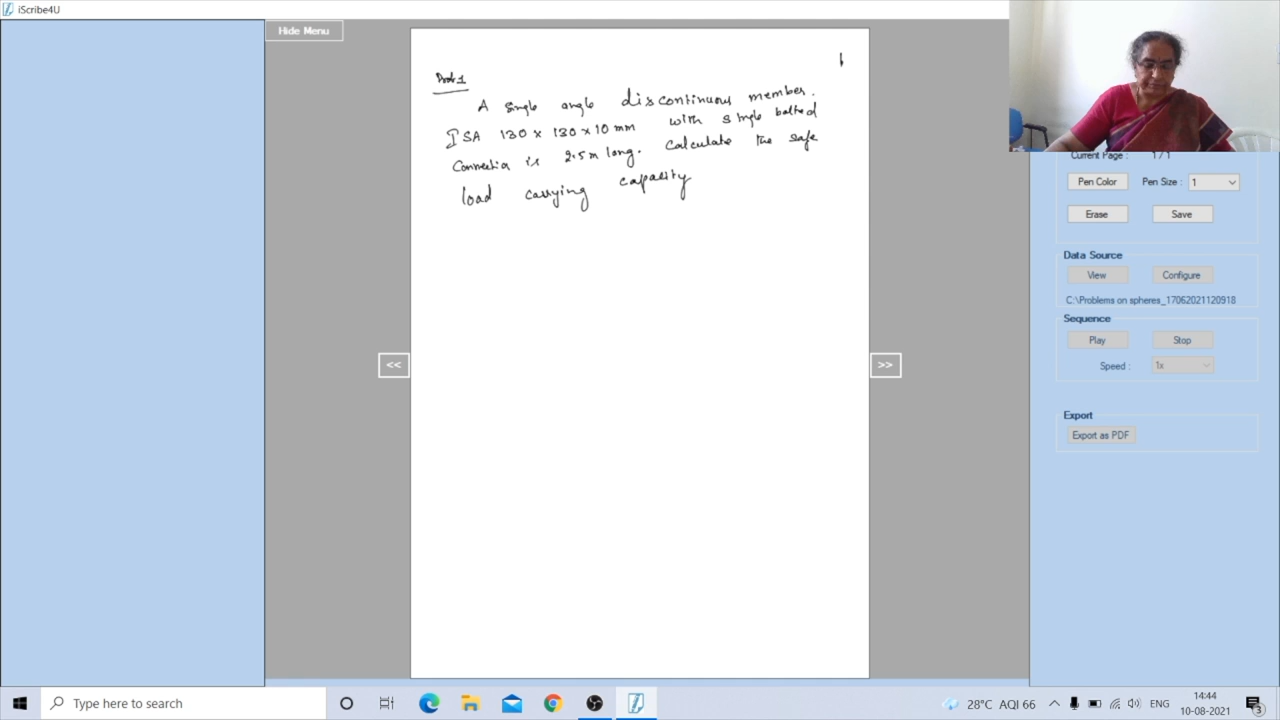 iScribe4U
Hide Menu
1
Prob 1
A single angle discontinuous member.
ISA 130 x 130 x 10 mm with single bolted
Connection is 2.5 m long. Calculate the safe
load carrying capacity
<<
>>
Current Page : 1 / 1
Pen Color Pen Size : 1
Erase Save
Data Source
View Configure
C:\Problems on spheres_17062021120918
Sequence
Play Stop
Speed : 1x
Export
Export as PDF
Type here to search
28°C AQI 66 ENG 14:44
10-08-2021 3